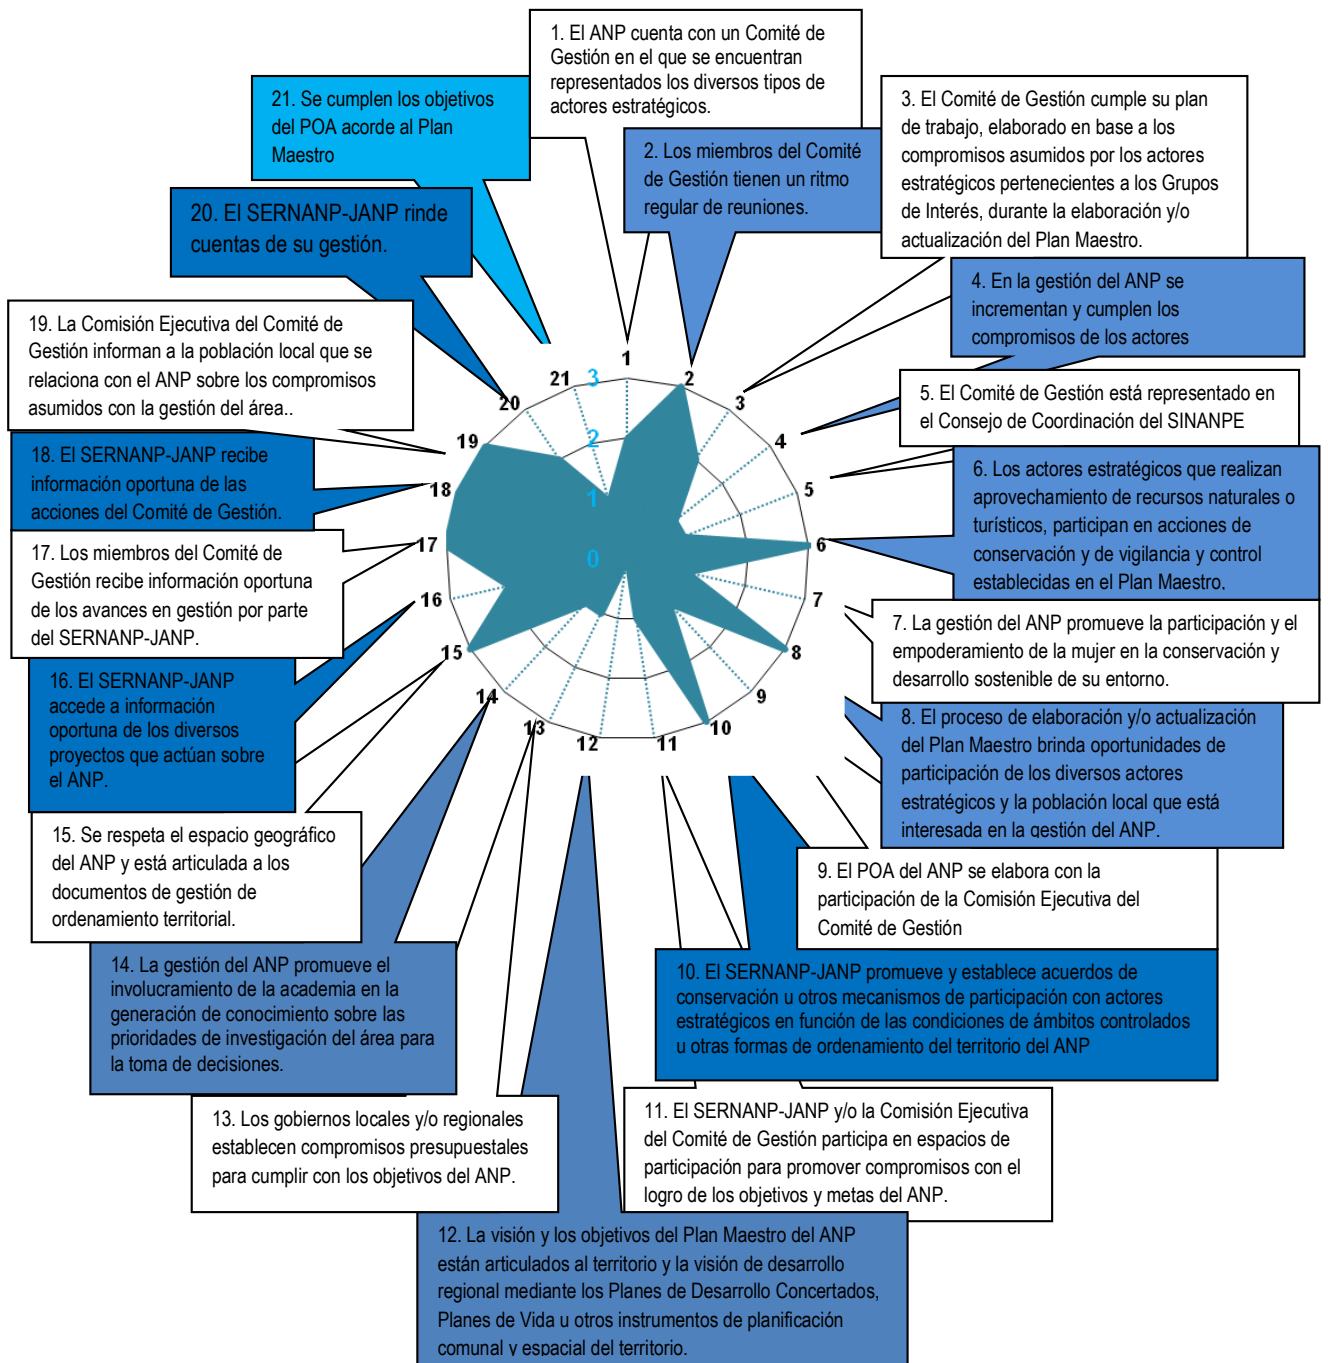 1. El ANP cuenta con un Comité de
Gestión en el que se encuentran
representados los diversos tipos de
actores estratégicos.
21. Se cumplen los objetivos
del POA acorde al Plan
Maestro
2. Los miembros del Comité
de Gestión tienen un ritmo
regular de reuniones.
3. El Comité de Gestión cumple su plan
de trabajo, elaborado en base a los
compromisos asumidos por los actores
estratégicos pertenecientes a los Grupos
de Interés, durante la elaboración y/o
actualización del Plan Maestro.
20. El SERNANP-JANP rinde
cuentas de su gestión.
4. En la gestión del ANP se
incrementan y cumplen los
compromisos de los actores
19. La Comisión Ejecutiva del Comité de
Gestión informan a la población local que se
relaciona con el ANP sobre los compromisos
asumidos con la gestión del área..
5. El Comité de Gestión está representado en
el Consejo de Coordinación del SINANPE
18. El SERNANP-JANP recibe
información oportuna de las
acciones del Comité de Gestión.
6. Los actores estratégicos que realizan
aprovechamiento de recursos naturales o
turísticos, participan en acciones de
conservación y de vigilancia y control
establecidas en el Plan Maestro.
17. Los miembros del Comité de
Gestión recibe información oportuna
de los avances en gestión por parte
del SERNANP-JANP.
7. La gestión del ANP promueve la participación y el
empoderamiento de la mujer en la conservación y
desarrollo sostenible de su entorno.
16. El SERNANP-JANP
accede a información
oportuna de los diversos
proyectos que actúan sobre
el ANP.
8. El proceso de elaboración y/o actualización
del Plan Maestro brinda oportunidades de
participación de los diversos actores
estratégicos y la población local que está
interesada en la gestión del ANP.
15. Se respeta el espacio geográfico
del ANP y está articulada a los
documentos de gestión de
ordenamiento territorial.
9. El POA del ANP se elabora con la
participación de la Comisión Ejecutiva del
Comité de Gestión
14. La gestión del ANP promueve el
involucramiento de la academia en la
generación de conocimiento sobre las
prioridades de investigación del área para
la toma de decisiones.
10. El SERNANP-JANP promueve y establece acuerdos de
conservación u otros mecanismos de participación con actores
estratégicos en función de las condiciones de ámbitos controlados
u otras formas de ordenamiento del territorio del ANP
13. Los gobiernos locales y/o regionales
establecen compromisos presupuestales
para cumplir con los objetivos del ANP.
11. El SERNANP-JANP y/o la Comisión Ejecutiva
del Comité de Gestión participa en espacios de
participación para promover compromisos con el
logro de los objetivos y metas del ANP.
12. La visión y los objetivos del Plan Maestro del ANP
están articulados al territorio y la visión de desarrollo
regional mediante los Planes de Desarrollo Concertados,
Planes de Vida u otros instrumentos de planificación
comunal y espacial del territorio.
1
2
3
4
5
6
7
8
9
10
11
12
13
14
15
16
17
18
19
20
21
3
2
1
0